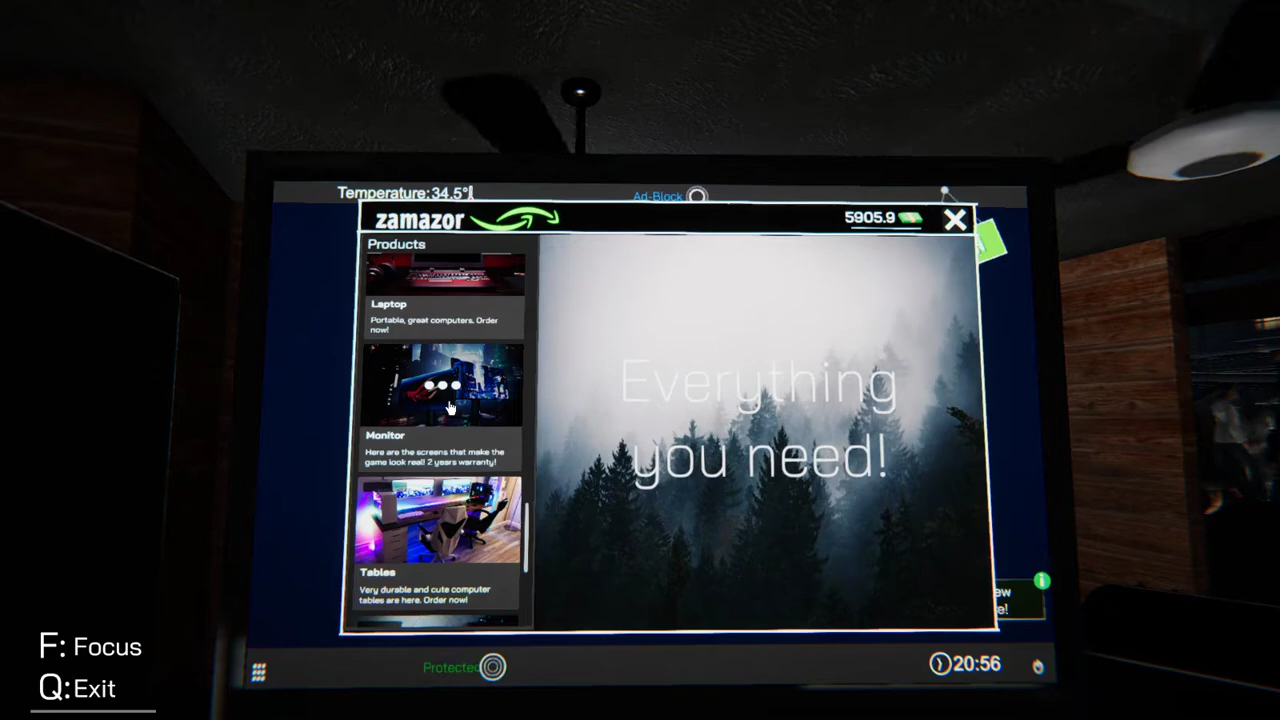 Temperature:34.5°
Ad-Block
zamazor
5905.9
Products
Laptop
Portable, great computers. Order
now!
Monitor
Here are the screens that make the
game look real! 2 years warranty!
Tables
Very durable and cute computer
tables are here. Order now!
Everything
you need!
F: Focus
Q:Exit
Protected
20:56